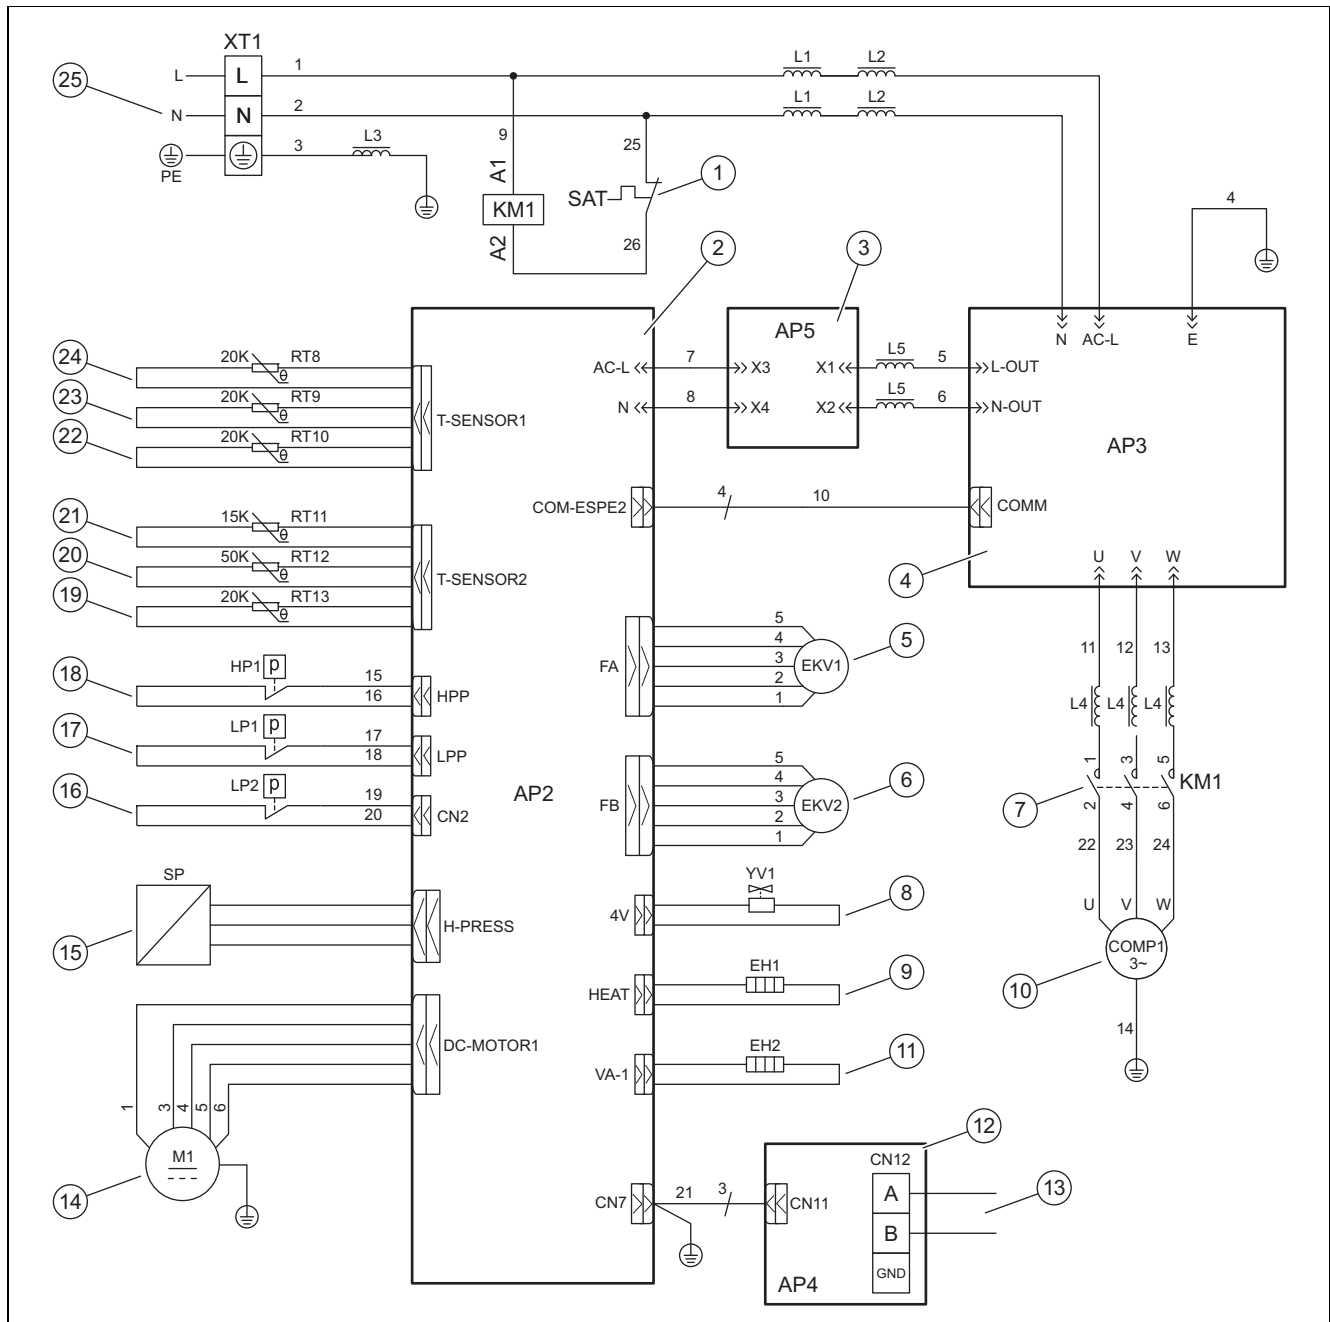 XT1
25
L
L
1
L1
L2
N
N
2
L1
L2
3
L3
PE
9
A1
KM1
A2
25
SAT
26
1
4
2
3
AP5
N
AC-L
E
24
20K
RT8
23
20K
RT9
22
20K
RT10
T-SENSOR1
AC-L
7
X3
X1
L5
5
L-OUT
N
8
X4
X2
L5
6
N-OUT
AP3
21
15K
RT11
20
50K
RT12
19
20K
RT13
T-SENSOR2
COM-ESPE2
4
10
COMM
4
U
V
W
FA
5
4
3
2
1
EKV1
5
11
12
13
L4
L4
L4
18
HP1
p
15
16
HPP
17
LP1
p
17
18
LPP
16
LP2
p
19
20
CN2
AP2
FB
5
4
3
2
1
EKV2
6
7
1
3
5
KM1
2
4
6
22
23
24
U
V
W
COMP1
3~
10
14
SP
15
H-PRESS
4V
YV1
8
HEAT
EH1
9
DC-MOTOR1
VA-1
EH2
11
1
3
4
5
6
M1
14
CN7
21
3
CN11
12
CN12
A
B
GND
13
AP4